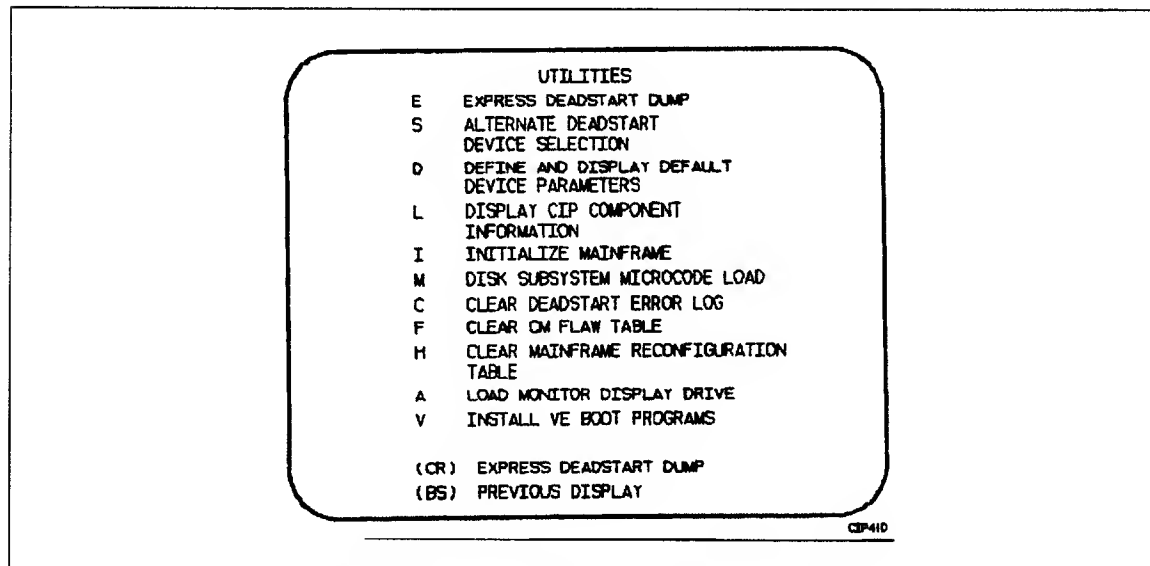 UTILITIES
E EXPRESS DEADSTART DUMP
S ALTERNATE DEADSTART
DEVICE SELECTION
D DEFINE AND DISPLAY DEFAULT
DEVICE PARAMETERS
L DISPLAY CIP COMPONENT
INFORMATION
I INITIALIZE MAINFRAME
M DISK SUBSYSTEM MICROCODE LOAD
C CLEAR DEADSTART ERROR LOG
F CLEAR CM FLAW TABLE
H CLEAR MAINFRAME RECONFIGURATION
TABLE
A LOAD MONITOR DISPLAY DRIVE
V INSTALL VE BOOT PROGRAMS
(CR) EXPRESS DEADSTART DUMP
(BS) PREVIOUS DISPLAY
CIP41D